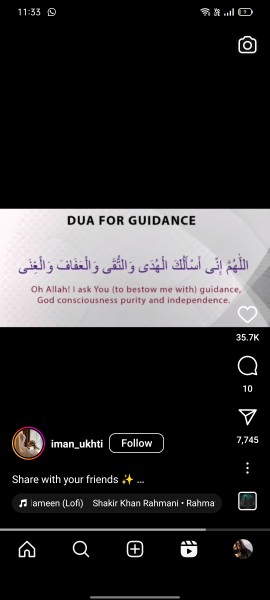 11:33
DUA FOR GUIDANCE
اللَّهُمَّ إِنِّى أَسْأَلُكَ الْهُدَى وَالتُّقَى وَالْعَفَافَ وَالْغِنَى
Oh Allah! I ask You (to bestow me with) guidance,
God consciousness purity and independence.
35.7K
10
7,745
iman_ukhti
Follow
Share with your friends ✨ ...
ameen (Lofi) Shakir Khan Rahmani • Rahma